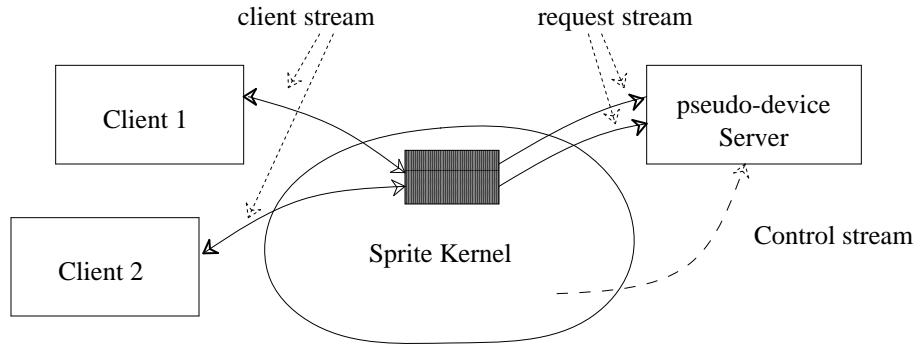 client stream
request stream
Client 1
pseudo-device
Server
Sprite Kernel
Control stream
Client 2